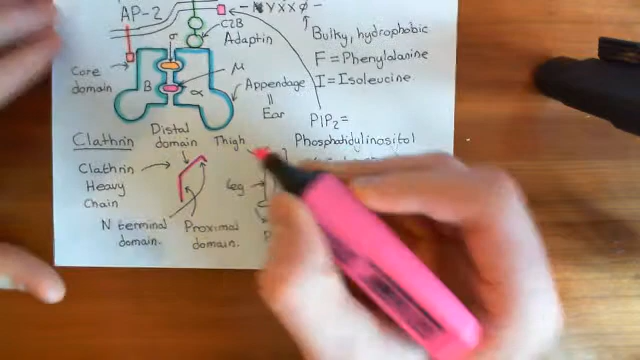 AP-2
- N Y X X Ø -
C2B
Adaptin
Bulky, hydrophobic
F = Phenylalanine
I = Isoleucine
Core
domain
σ
β
α
μ
Appendage
=
Ear
PIP2 =
Phosphatidylinositol
Clathrin
Distal
domain
Thigh
Clathrin
Heavy
Chain
Leg
N terminal
domain.
Proximal
domain.